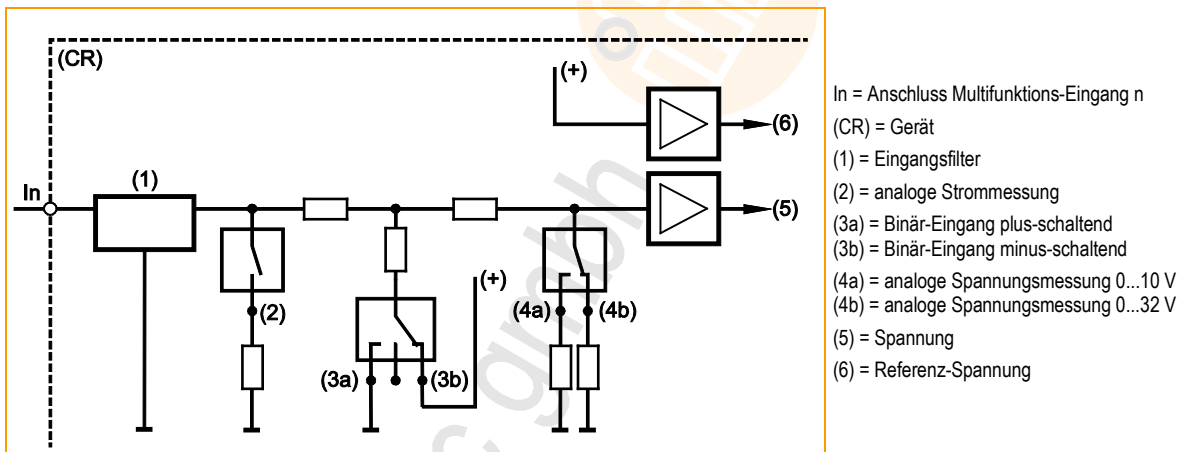 (CR)
(+)
(6)
In
(1)
(5)
(+)
(2)
(4a)
(4b)
(3a)
(3b)
In = Anschluss Multifunktions-Eingang n
(CR) = Gerät
(1) = Eingangsfilter
(2) = analoge Strommessung
(3a) = Binär-Eingang plus-schaltend
(3b) = Binär-Eingang minus-schaltend
(4a) = analoge Spannungsmessung 0...10 V
(4b) = analoge Spannungsmessung 0...32 V
(5) = Spannung
(6) = Referenz-Spannung
gmbh